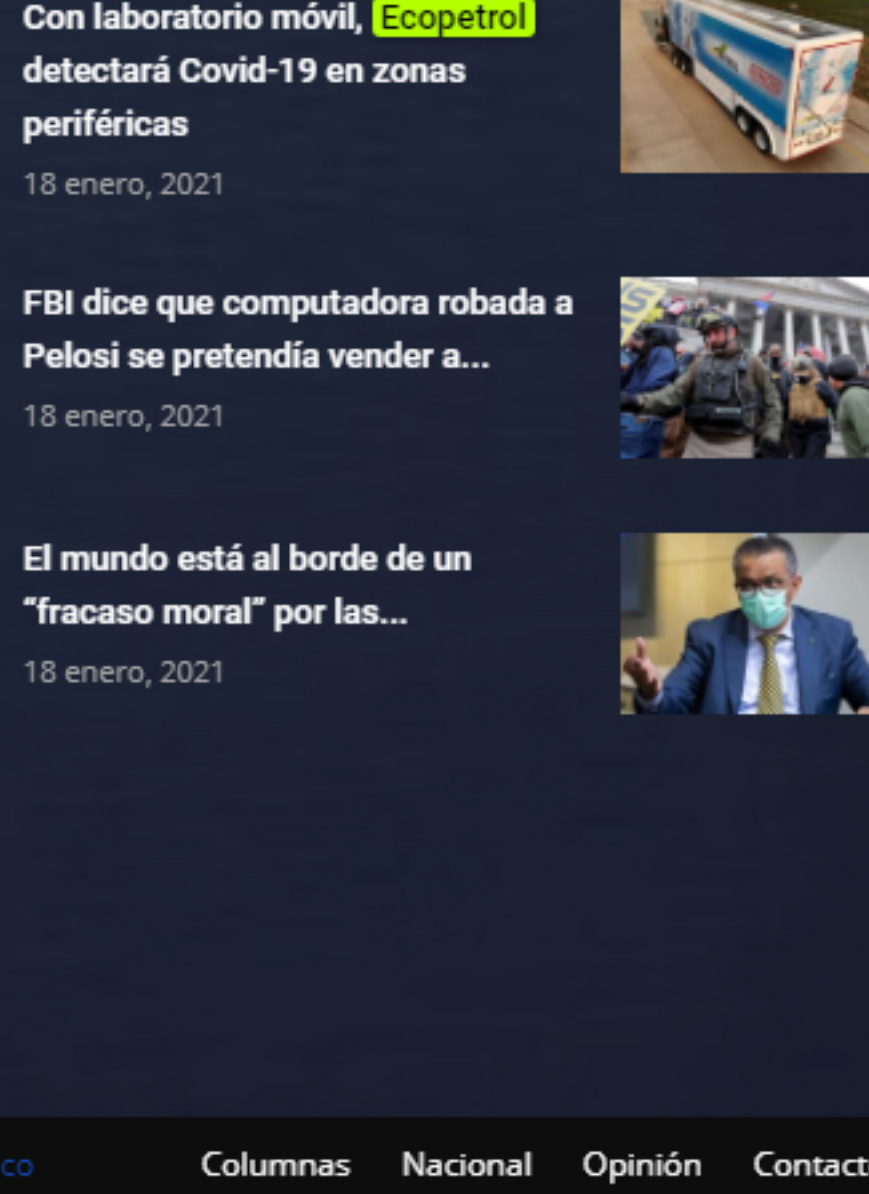 Con laboratorio móvil, Ecopetrol
detectará Covid-19 en zonas
periféricas
18 enero, 2021
FBI dice que computadora robada a
Pelosi se pretendía vender a...
18 enero, 2021
El mundo está al borde de un
“fracaso moral” por las...
18 enero, 2021
co Columnas Nacional Opinión Contact